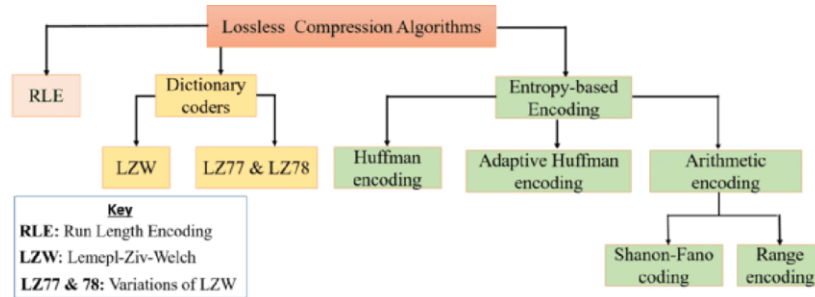 Lossless Compression Algorithms
RLE
Dictionary
coders
Entropy-based
Encoding
LZW
LZ77 & LZ78
Huffman
encoding
Adaptive Huffman
encoding
Arithmetic
encoding
Shanon-Fano
coding
Range
encoding
Key
RLE: Run Length Encoding
LZW: Lemepl-Ziv-Welch
LZ77 & 78: Variations of LZW